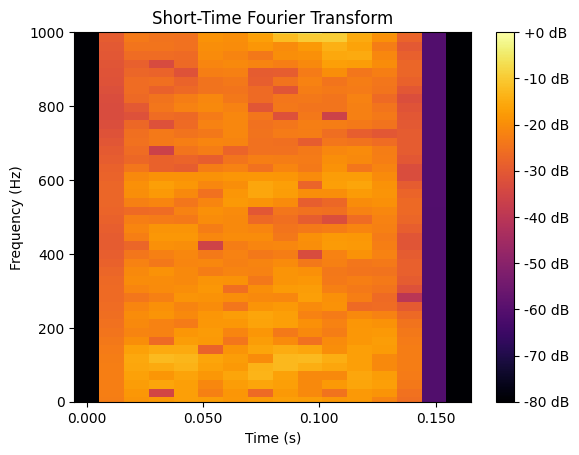 Short-Time Fourier Transform
1000
800
600
400
200
0
Frequency (Hz)
0.000
0.050
0.100
0.150
Time (s)
+0 dB
-10 dB
-20 dB
-30 dB
-40 dB
-50 dB
-60 dB
-70 dB
-80 dB